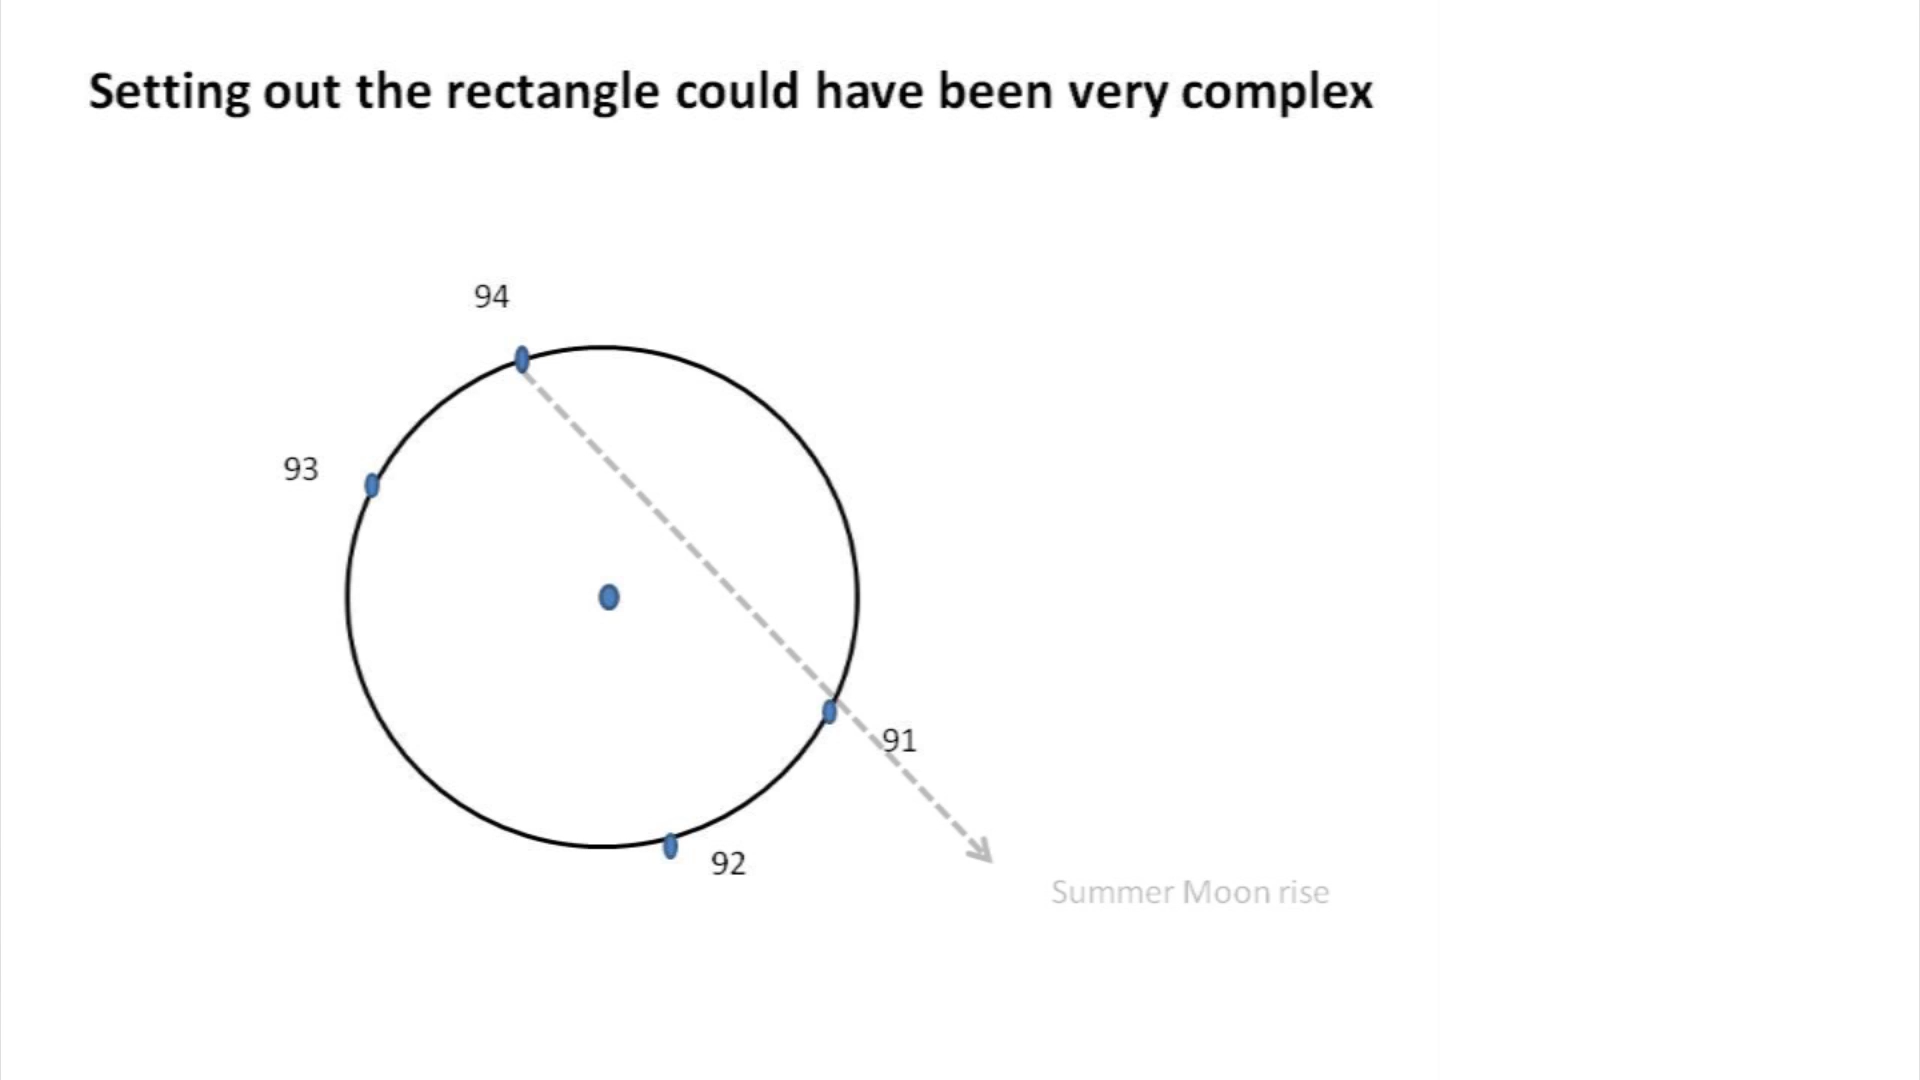 Setting out the rectangle could have been very complex
94
93
91
92
Summer Moon rise